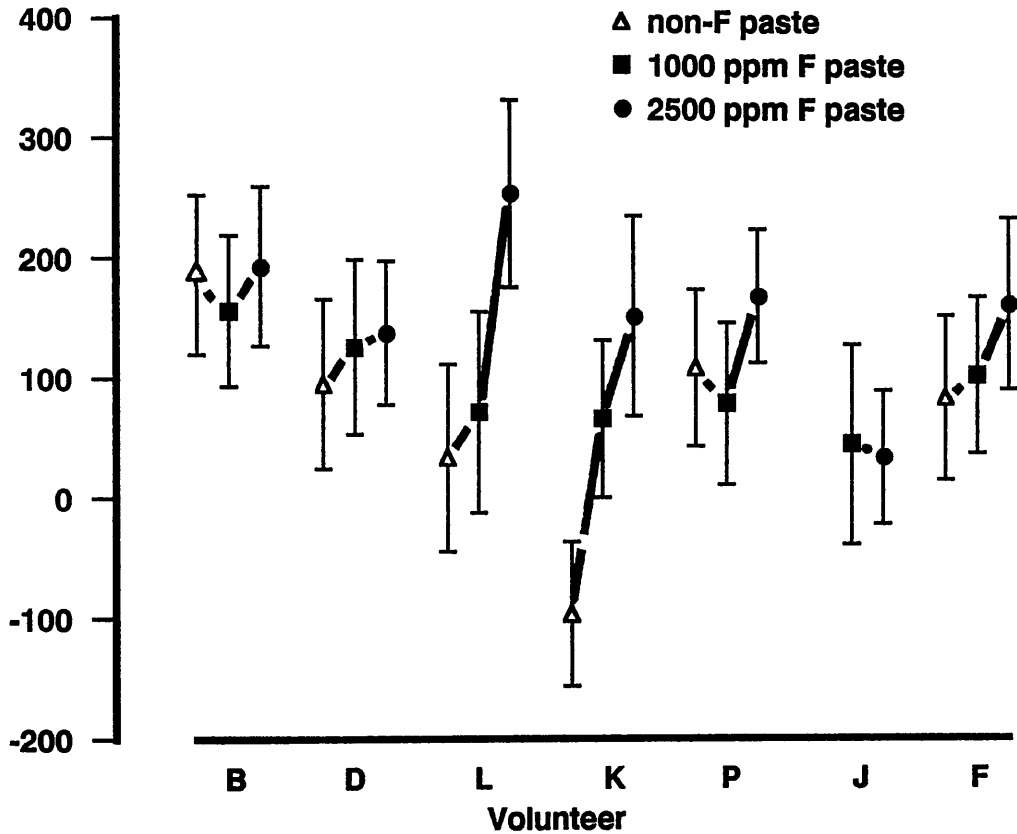 400
300
200
100
0
-100
-200
non-F paste
1000 ppm F paste
2500 ppm F paste
B D L K P J F
Volunteer